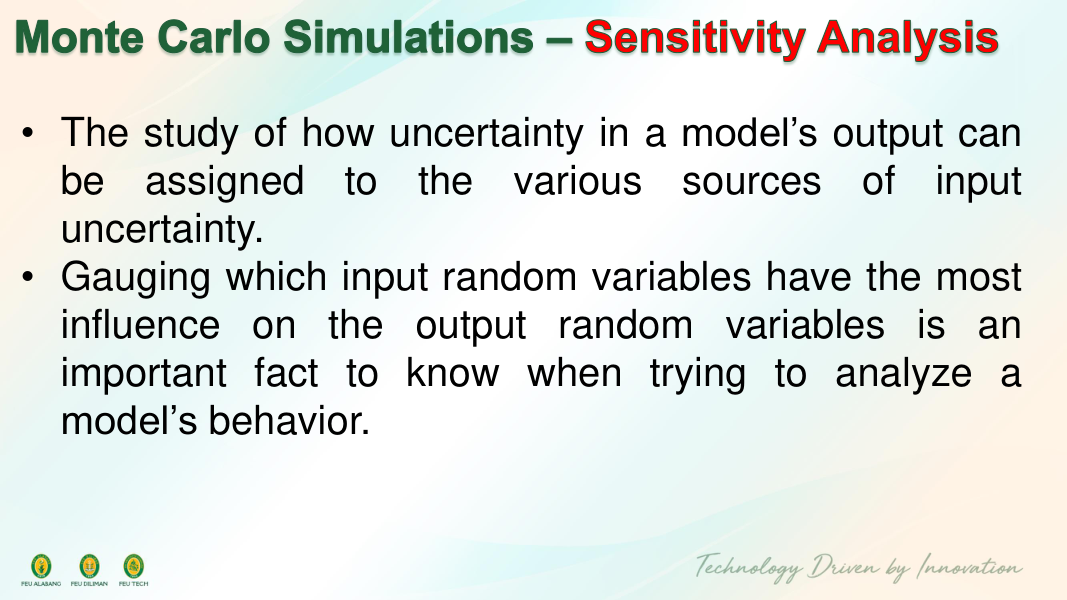 Monte Carlo Simulations – Sensitivity Analysis
• The study of how uncertainty in a model’s output can
be assigned to the various sources of input
uncertainty.
• Gauging which input random variables have the most
influence on the output random variables is an
important fact to know when trying to analyze a
model’s behavior.
FEU ALABANG FEU DILIMAN FEU TECH
Technology Driven by Innovation